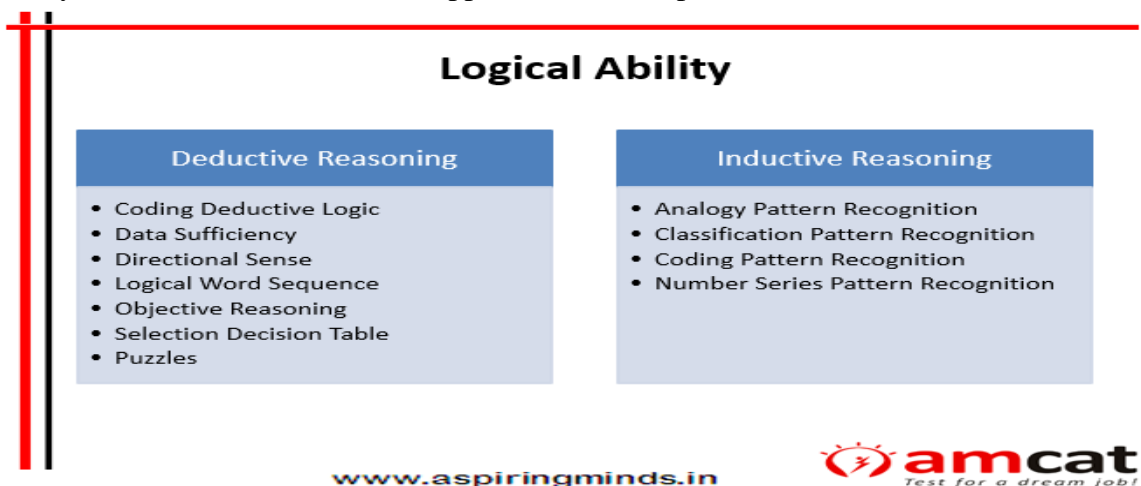 Logical Ability
Deductive Reasoning
• Coding Deductive Logic
• Data Sufficiency
• Directional Sense
• Logical Word Sequence
• Objective Reasoning
• Selection Decision Table
• Puzzles
Inductive Reasoning
• Analogy Pattern Recognition
• Classification Pattern Recognition
• Coding Pattern Recognition
• Number Series Pattern Recognition
www.aspiringminds.in
amcat
Test for a dream job!